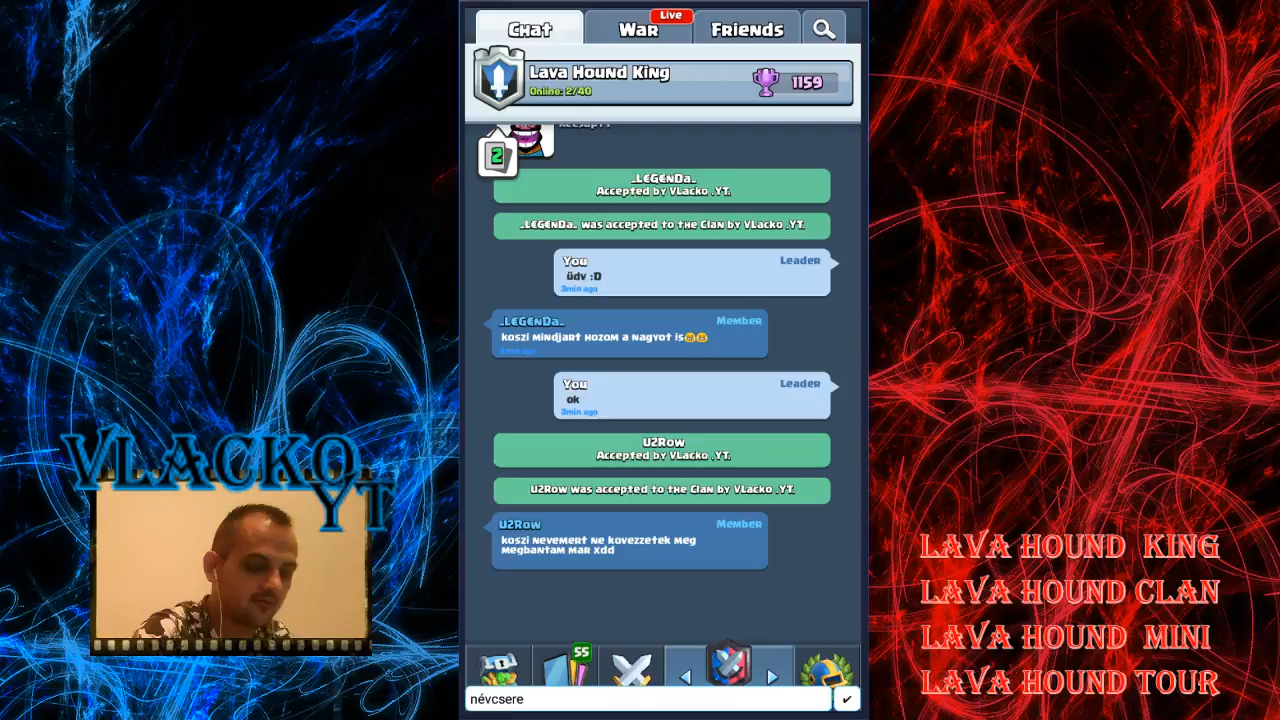 Chat
War
Live
Friends
Lava Hound King
Online: 2/40
1159
2
_LEGENDa_
Accepted by VLacko .YT.
_LEGENDa_ was accepted to the Clan by VLacko .YT.
You
Leader
üdv :D
3min ago
_LEGENDa_
Member
koszi mindjart hozom a nagyot is
You
Leader
ok
3min ago
U2Row
Accepted by VLacko .YT.
U2Row was accepted to the Clan by VLacko .YT.
U2Row
Member
koszi nevemert ne kovezzetek meg
megbantam mar xdd
55
névcsere
VLACKO
YT
LAVA HOUND KING
LAVA HOUND CLAN
LAVA HOUND MINI
LAVA HOUND TOUR